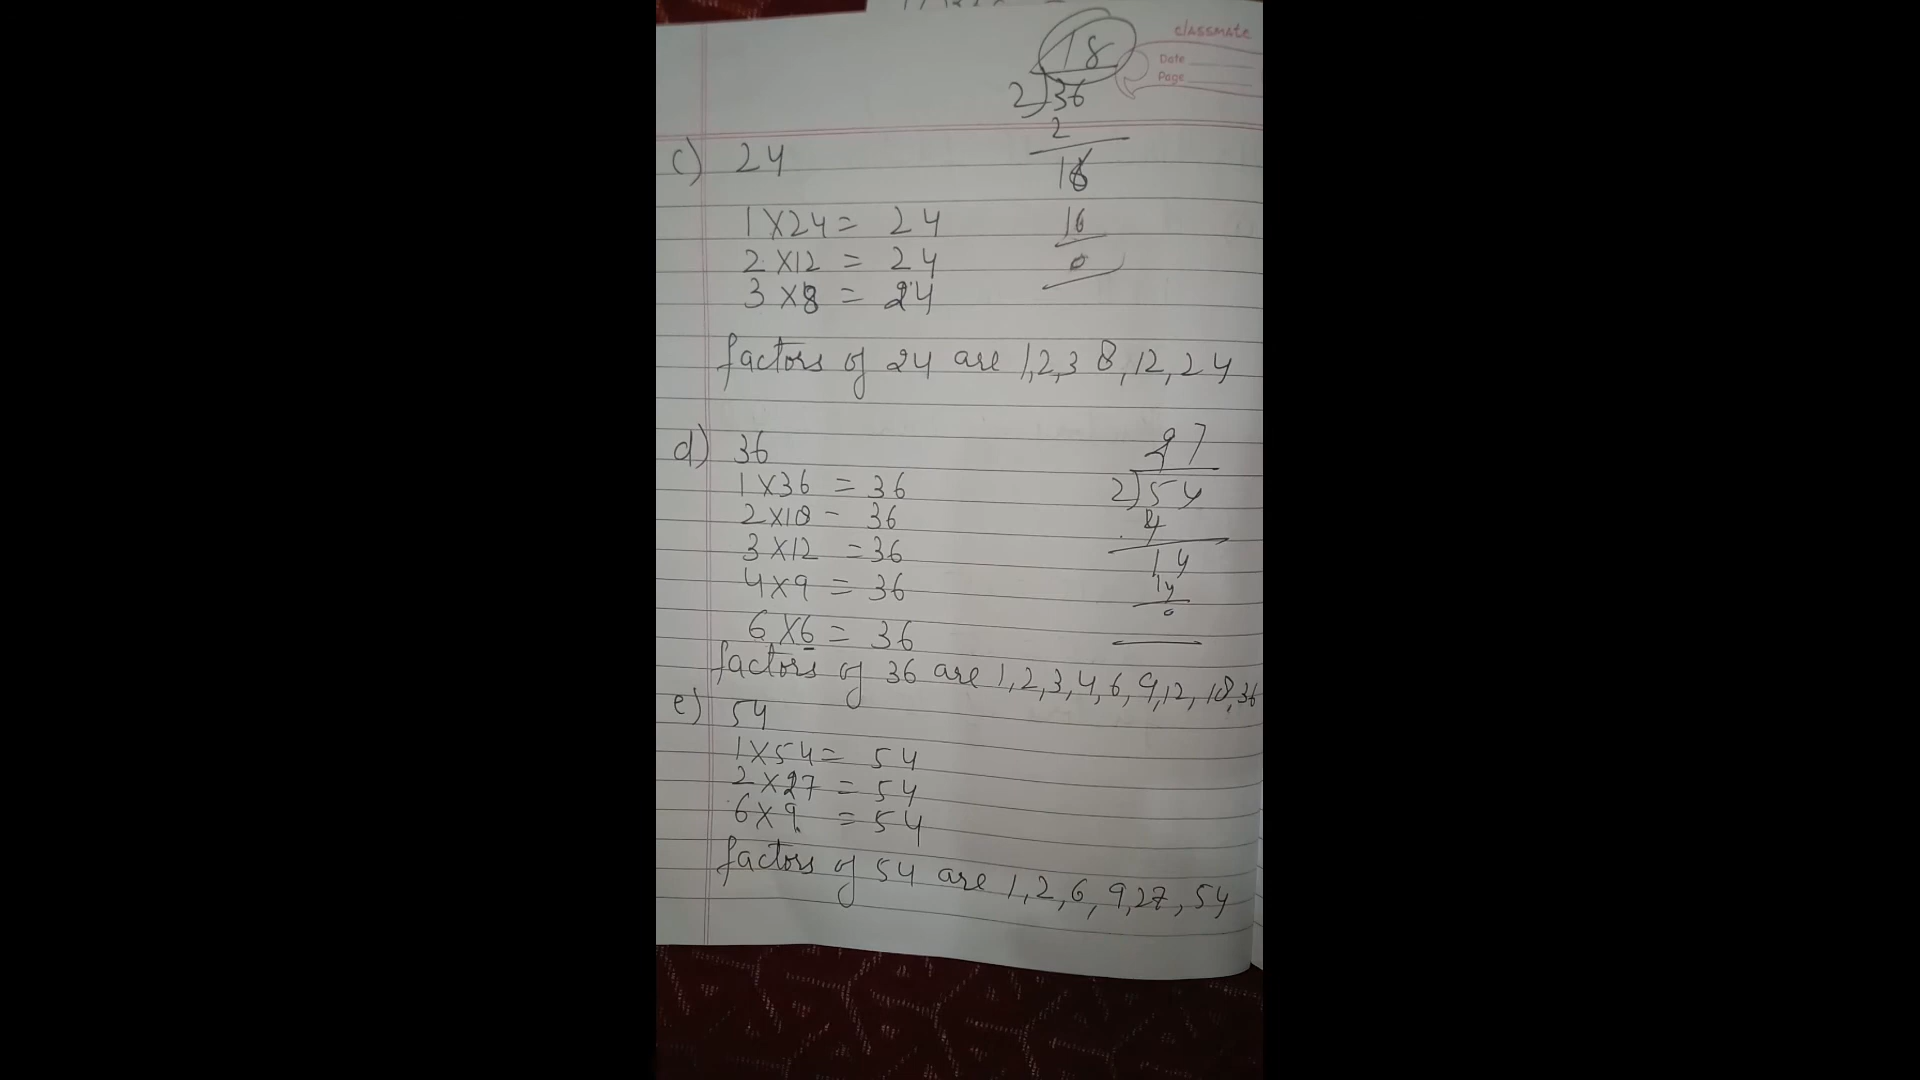 classmate
Date
Page
18
2)36
2
16
16
0
c) 24
1 X 24 = 24
2 X 12 = 24
3 X 8 = 24
factors of 24 are 1,2,3 8,12,24
d) 36
1 X 36 = 36
2 X 18 - 36
3 X 12 = 36
4 X 9 = 36
6 X 6 = 36
factors of 36 are 1,2,3,4,6,9,12,18,36
27
2)54
4
14
14
0
e) 54
1 X 54 = 54
2 X 27 = 54
6 X 9 = 54
factors of 54 are 1,2,6,9,27,54